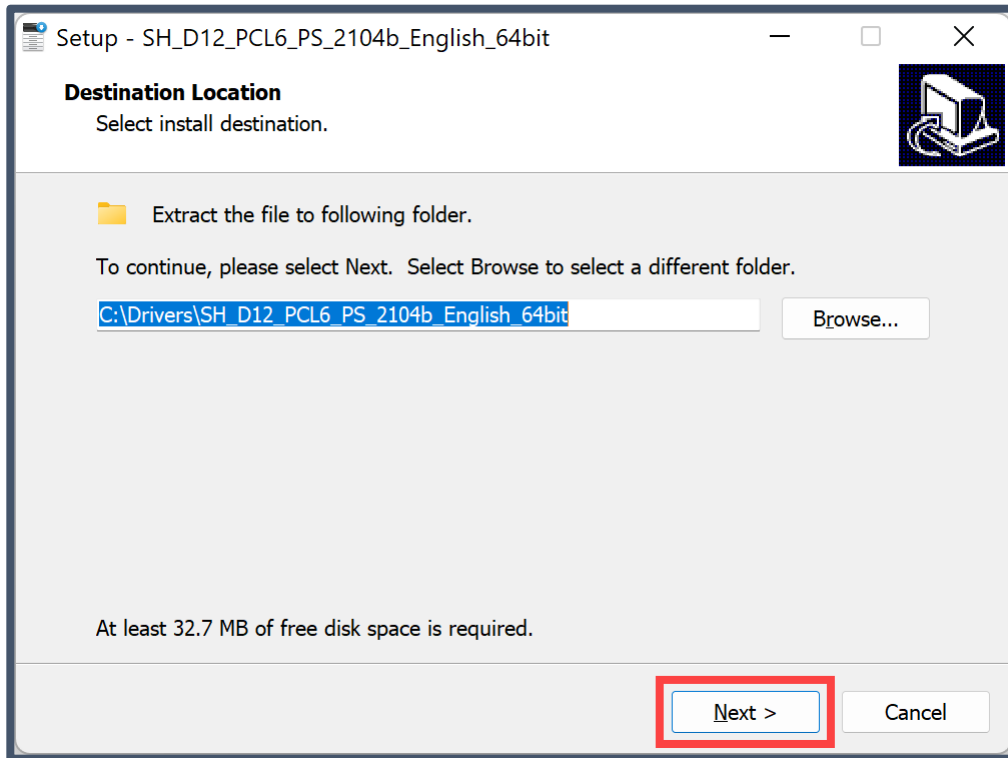 Setup - SH_D12_PCL6_PS_2104b_English_64bit
Destination Location
Select install destination.
Extract the file to following folder.
To continue, please select Next.  Select Browse to select a different folder.
C:\Drivers\SH_D12_PCL6_PS_2104b_English_64bit
Browse...
At least 32.7 MB of free disk space is required.
Next >
Cancel